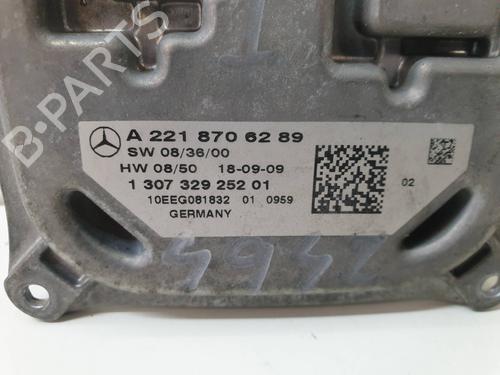 B-PARTS
A 221 870 62 89
SW 08/36/00
HW 08/50 18-09-09
1 307 329 252 01
10EEG081832 01 0959
GERMANY
02